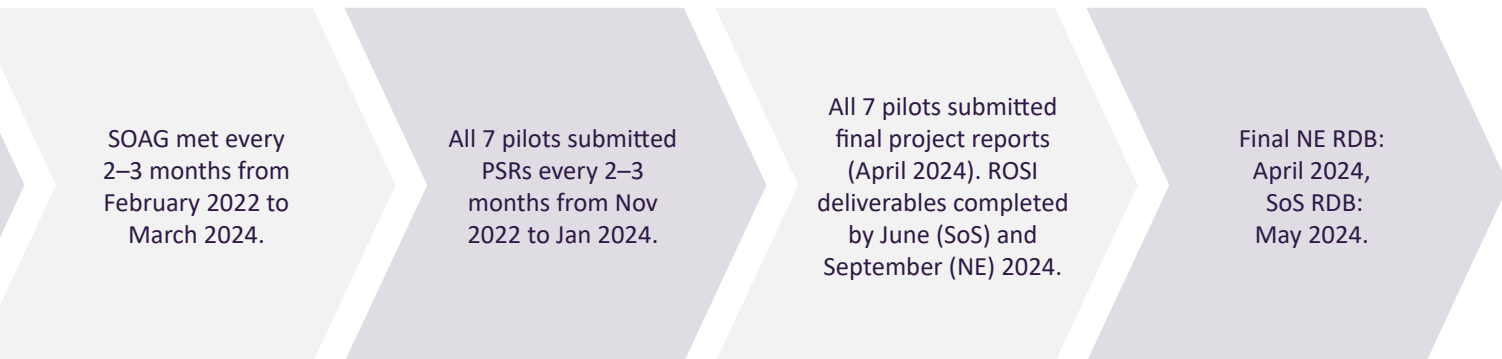 SOAG met every
2–3 months from
February 2022 to
March 2024.
All 7 pilots submitted
PSRs every 2–3
months from Nov
2022 to Jan 2024.
All 7 pilots submitted
final project reports
(April 2024). ROSI
deliverables completed
by June (SoS) and
September (NE) 2024.
Final NE RDB:
April 2024,
SoS RDB:
May 2024.